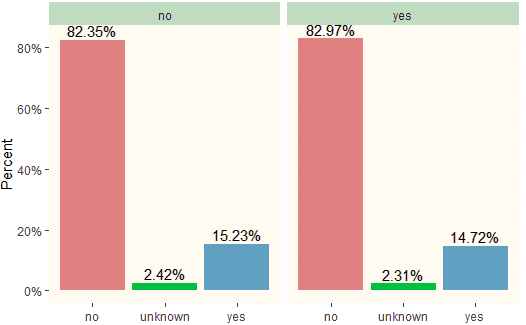 no yes
82.35% 82.97%
80%
60%
40%
20%
15.23% 14.72%
2.42% 2.31%
0%
Percent
no unknown yes no unknown yes